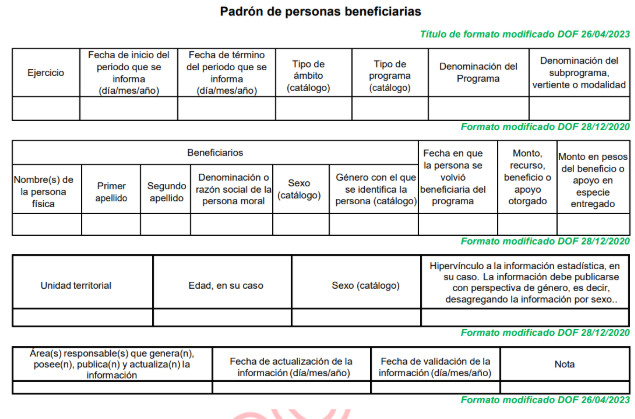 Padrón de personas beneficiarias
Título de formato modificado DOF 26/04/2023
Ejercicio
Fecha de inicio del
periodo que se
informa
(día/mes/año)
Fecha de término
del periodo que se
informa
(día/mes/año)
Tipo de
ámbito
(catálogo)
Tipo de
programa
(catálogo)
Denominación del
Programa
Denominación del
subprograma,
vertiente o modalidad
Formato modificado DOF 28/12/2020
Beneficiarios
Nombre(s) de
la persona
física
Primer
apellido
Segundo
apellido
Denominación o
razón social de la
persona moral
Sexo
(catálogo)
Género con el que
se identifica la
persona (catálogo)
Fecha en que
la persona se
volvió
beneficiaria del
programa
Monto,
recurso,
beneficio o
apoyo
otorgado
Monto en pesos
del beneficio o
apoyo en
especie
entregado
Formato modificado DOF 28/12/2020
Unidad territorial
Edad, en su caso
Sexo (catálogo)
Hipervínculo a la información estadística, en
su caso. La información debe publicarse
con perspectiva de género, es decir,
desagregando la información por sexo..
Formato modificado DOF 28/12/2020
Área(s) responsable(s) que genera(n),
posee(n), publica(n) y actualiza(n) la
información
Fecha de actualización de la
información (día/mes/año)
Fecha de validación de la
información (día/mes/año)
Nota
Formato modificado DOF 26/04/2023